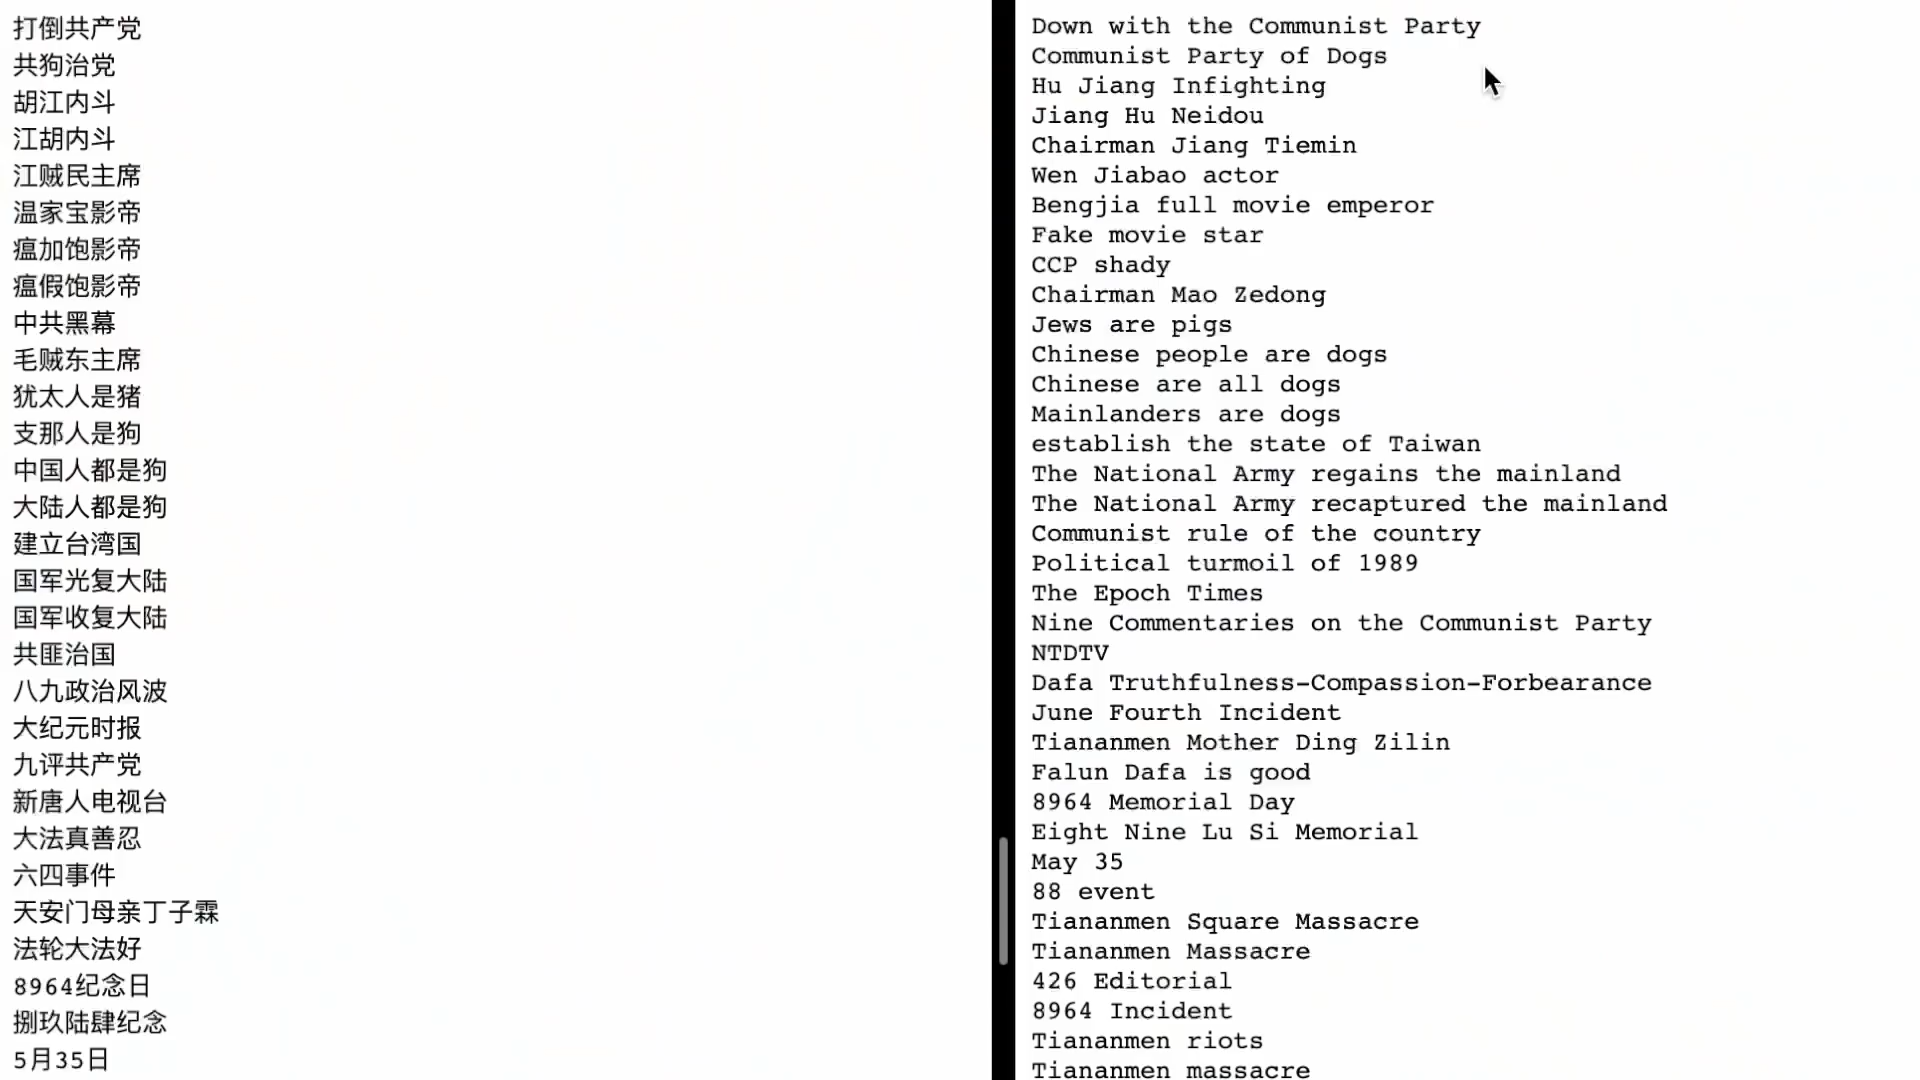 打倒共产党
共狗治党
胡江内斗
江胡内斗
江贼民主席
温家宝影帝
瘟加饱影帝
瘟假饱影帝
中共黑幕
毛贼东主席
犹太人是猪
支那人是狗
中国人都是狗
大陆人都是狗
建立台湾国
国军光复大陆
国军收复大陆
共匪治国
八九政治风波
大纪元时报
九评共产党
新唐人电视台
大法真善忍
六四事件
天安门母亲丁子霖
法轮大法好
8964纪念日
捌玖陆肆纪念
5月35日
Down with the Communist Party
Communist Party of Dogs
Hu Jiang Infighting
Jiang Hu Neidou
Chairman Jiang Tiemin
Wen Jiabao actor
Bengjia full movie emperor
Fake movie star
CCP shady
Chairman Mao Zedong
Jews are pigs
Chinese people are dogs
Chinese are all dogs
Mainlanders are dogs
establish the state of Taiwan
The National Army regains the mainland
The National Army recaptured the mainland
Communist rule of the country
Political turmoil of 1989
The Epoch Times
Nine Commentaries on the Communist Party
NTDTV
Dafa Truthfulness-Compassion-Forbearance
June Fourth Incident
Tiananmen Mother Ding Zilin
Falun Dafa is good
8964 Memorial Day
Eight Nine Lu Si Memorial
May 35
88 event
Tiananmen Square Massacre
Tiananmen Massacre
426 Editorial
8964 Incident
Tiananmen riots
Tiananmen massacre